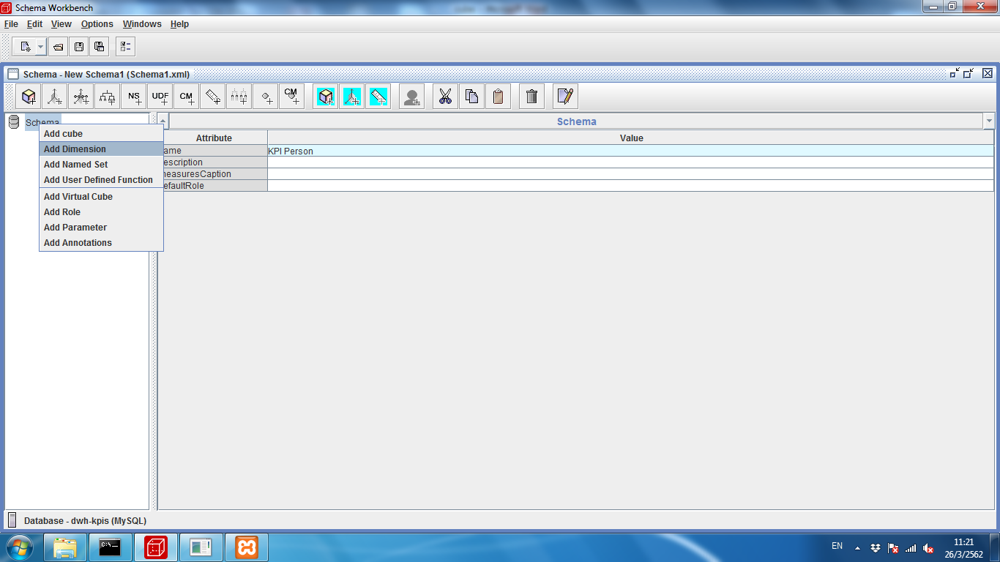 Schema Workbench
File Edit View Options Windows Help
Schema - New Schema1 (Schema1.xml)
NS UDF CM CM
Schema
Schema
Add cube
Add Dimension
Add Named Set
Add User Defined Function
Add Virtual Cube
Add Role
Add Parameter
Add Annotations
Attribute Value
ame KPI Person
escription
neasuresCaption
efaultRole
Database - dwh-kpis (MySQL)
C:\_
EN
11:21
26/3/2562